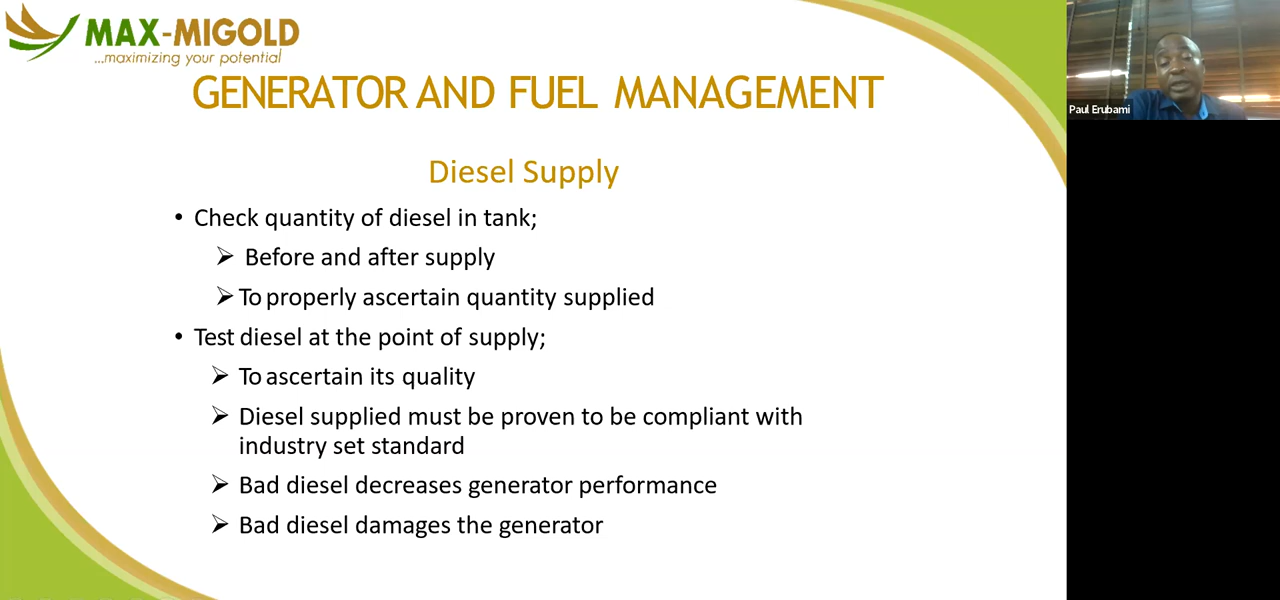 MAX-MIGOLD
...maximizing your potential
GENERATOR AND FUEL MANAGEMENT
Paul Erubami
Diesel Supply
• Check quantity of diesel in tank;
➢ Before and after supply
➢ To properly ascertain quantity supplied
• Test diesel at the point of supply;
➢ To ascertain its quality
➢ Diesel supplied must be proven to be compliant with
industry set standard
➢ Bad diesel decreases generator performance
➢ Bad diesel damages the generator